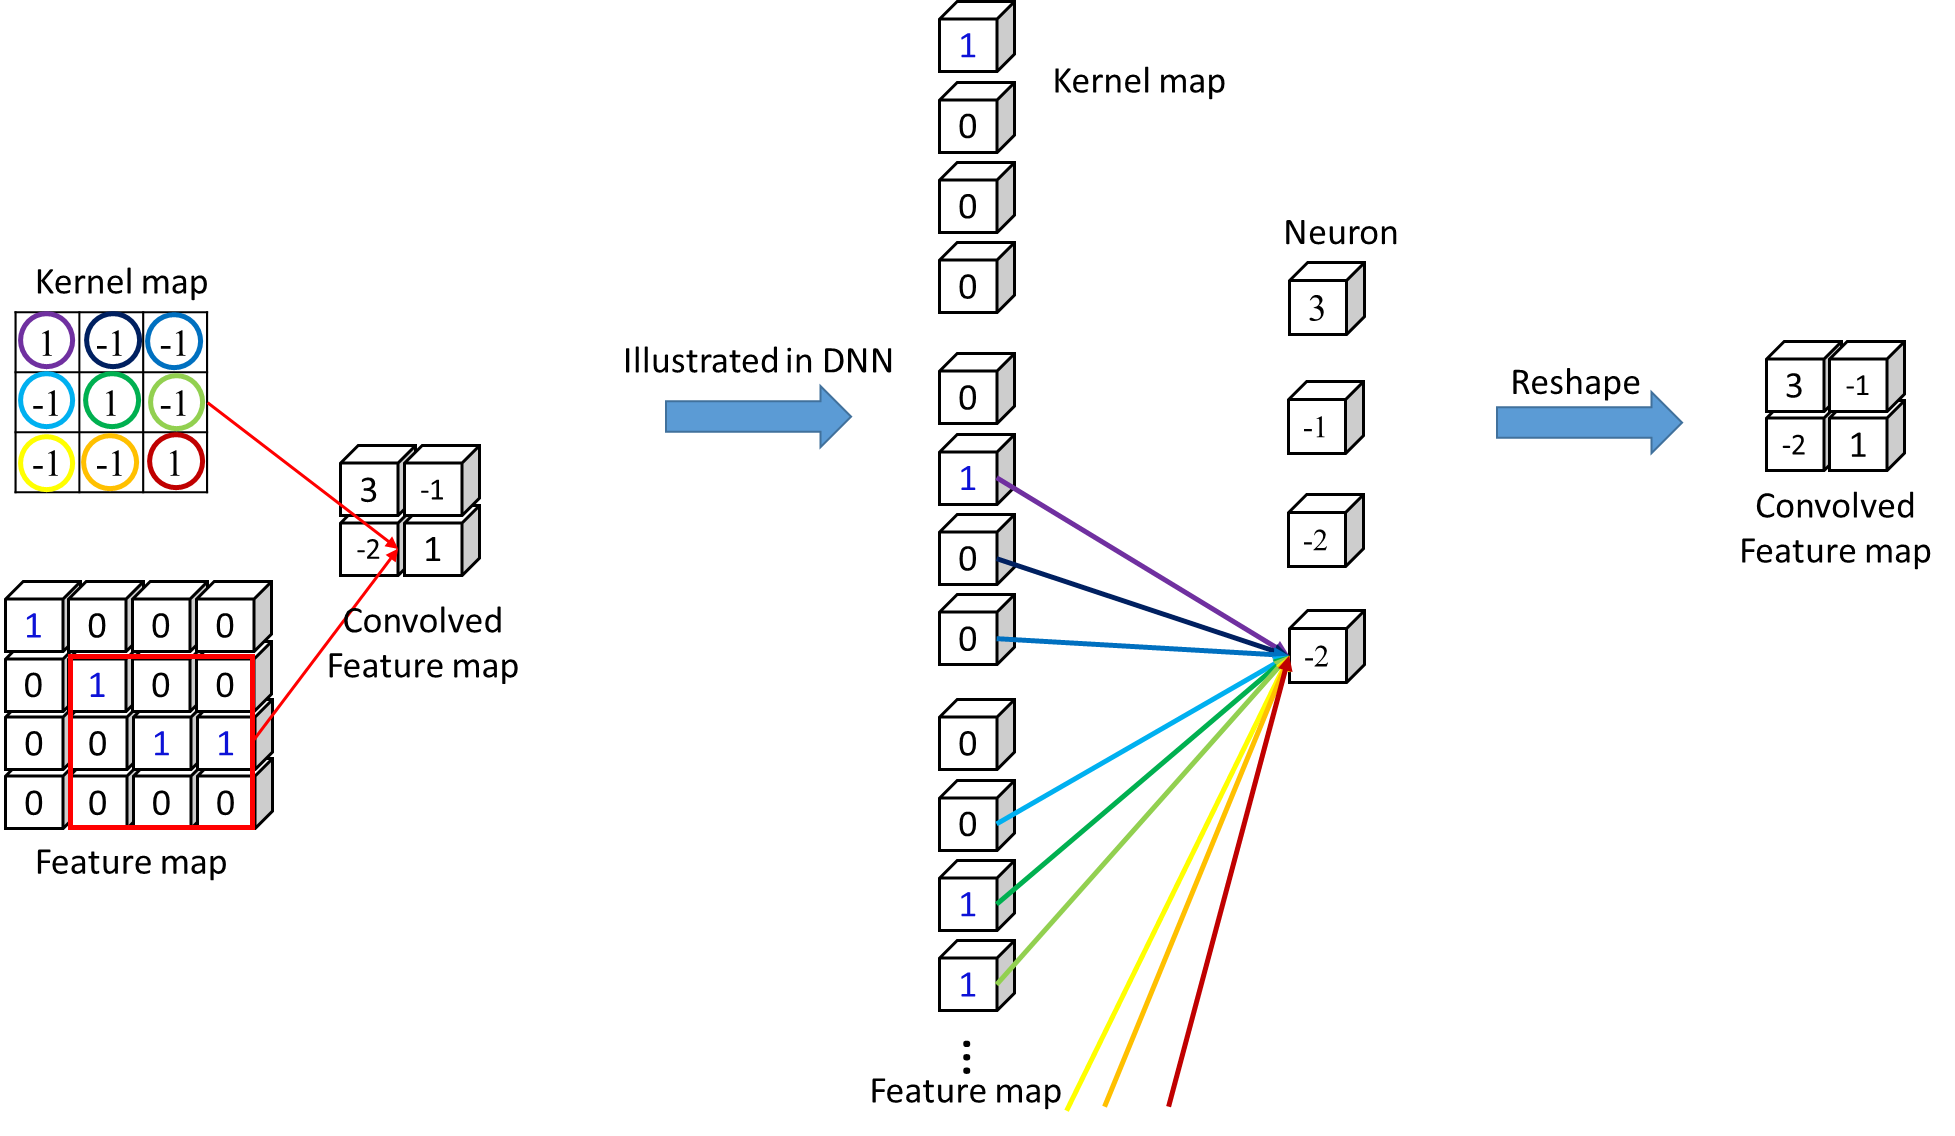 Kernel map
1 -1 -1
-1 1 -1
-1 -1 1
1 0 0 0
0 1 0 0
0 0 1 1
0 0 0 0
Feature map
3 -1
-2 1
Convolved
Feature map
Illustrated in DNN
Kernel map
1
0
0
0
0
1
0
0
0
0
1
1
⋮
Feature map
Neuron
3
-1
-2
-2
Reshape
3 -1
-2 1
Convolved
Feature map